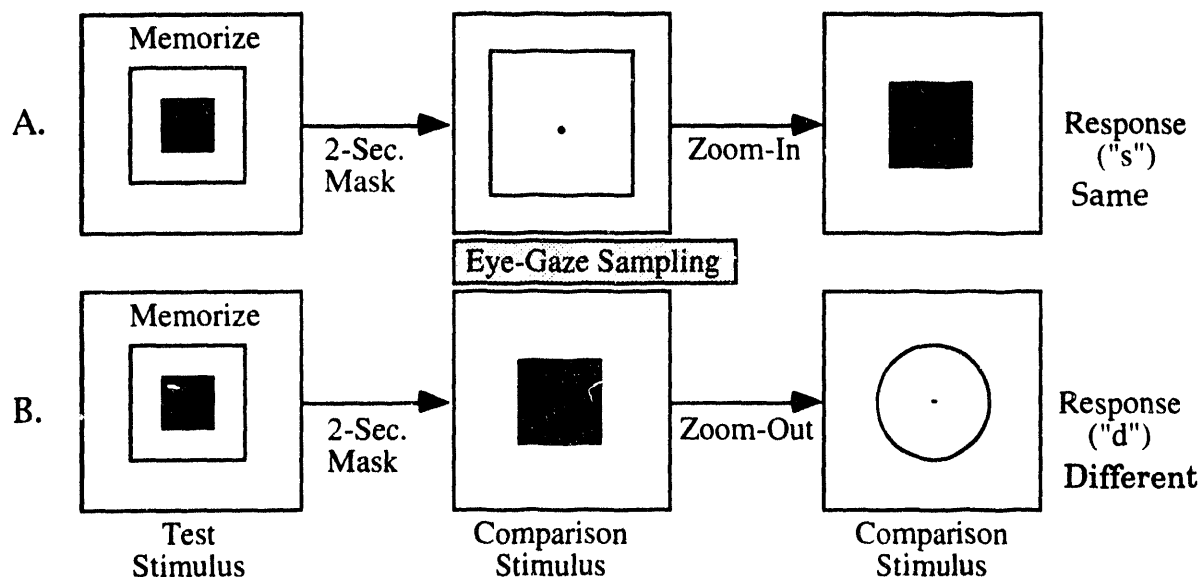 Memorize
A.
2-Sec.
Mask
Zoom-In
Response
("s")
Same
Eye-Gaze Sampling
Memorize
B.
2-Sec.
Mask
Zoom-Out
Response
("d")
Different
Test
Stimulus
Comparison
Stimulus
Comparison
Stimulus